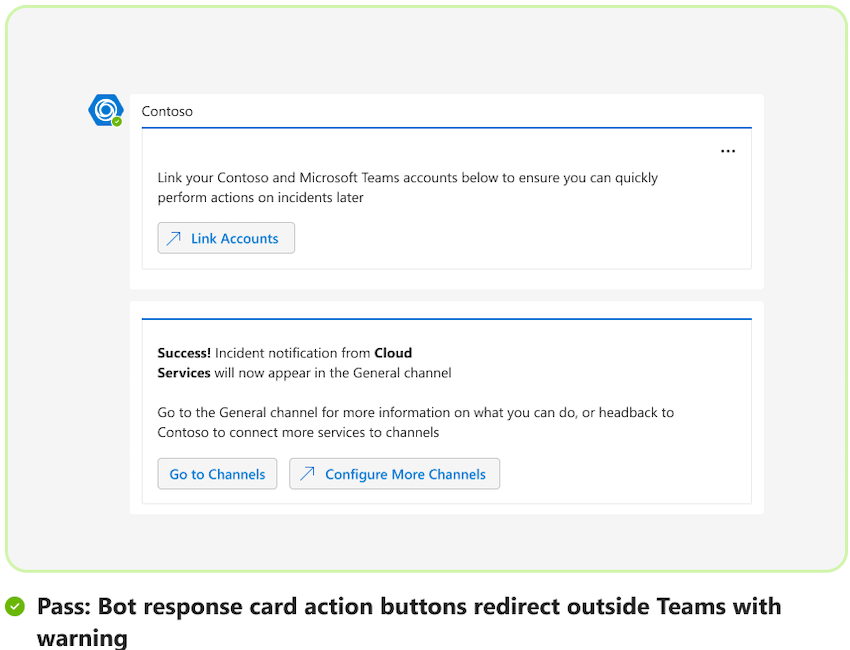 Contoso
Link your Contoso and Microsoft Teams accounts below to ensure you can quickly
perform actions on incidents later
Link Accounts
Success! Incident notification from Cloud
Services will now appear in the General channel
Go to the General channel for more information on what you can do, or headback to
Contoso to connect more services to channels
Go to Channels
Configure More Channels
Pass: Bot response card action buttons redirect outside Teams with
warning